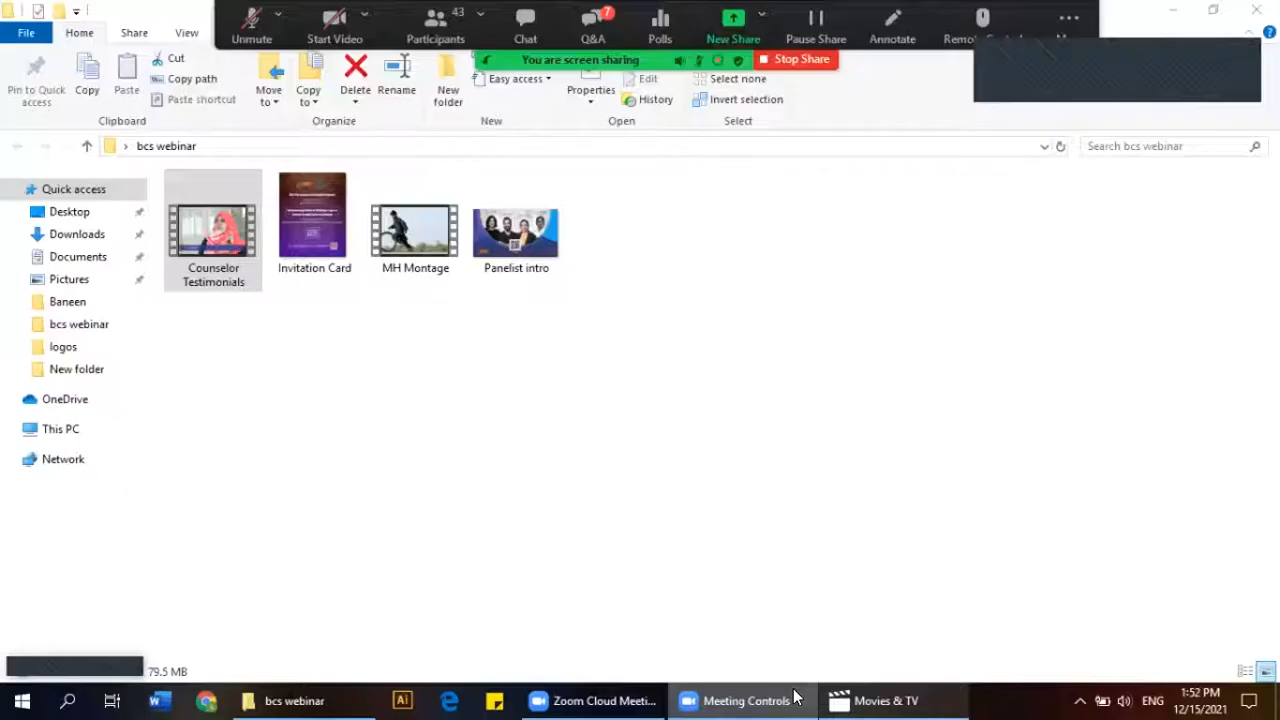 43
7
Unmute
Start Video
Participants
Chat
Q&A
Polls
New Share
Pause Share
Annotate
You are screen sharing
Stop Share
File
Home
Share
View
Pin to Quick access
Copy
Paste
Cut
Copy path
Paste shortcut
Clipboard
Move to
Copy to
Delete
Rename
Organize
New folder
Easy access
New
Properties
Edit
History
Open
Select none
Invert selection
Select
bcs webinar
Search bcs webinar
Quick access
Desktop
Downloads
Documents
Pictures
Baneen
bcs webinar
logos
New folder
OneDrive
This PC
Network
Counselor
Testimonials
Invitation Card
MH Montage
Panelist intro
79.5 MB
bcs webinar
Ai
Zoom Cloud Meeti...
Meeting Controls
Movies & TV
ENG
1:52 PM
12/15/2021